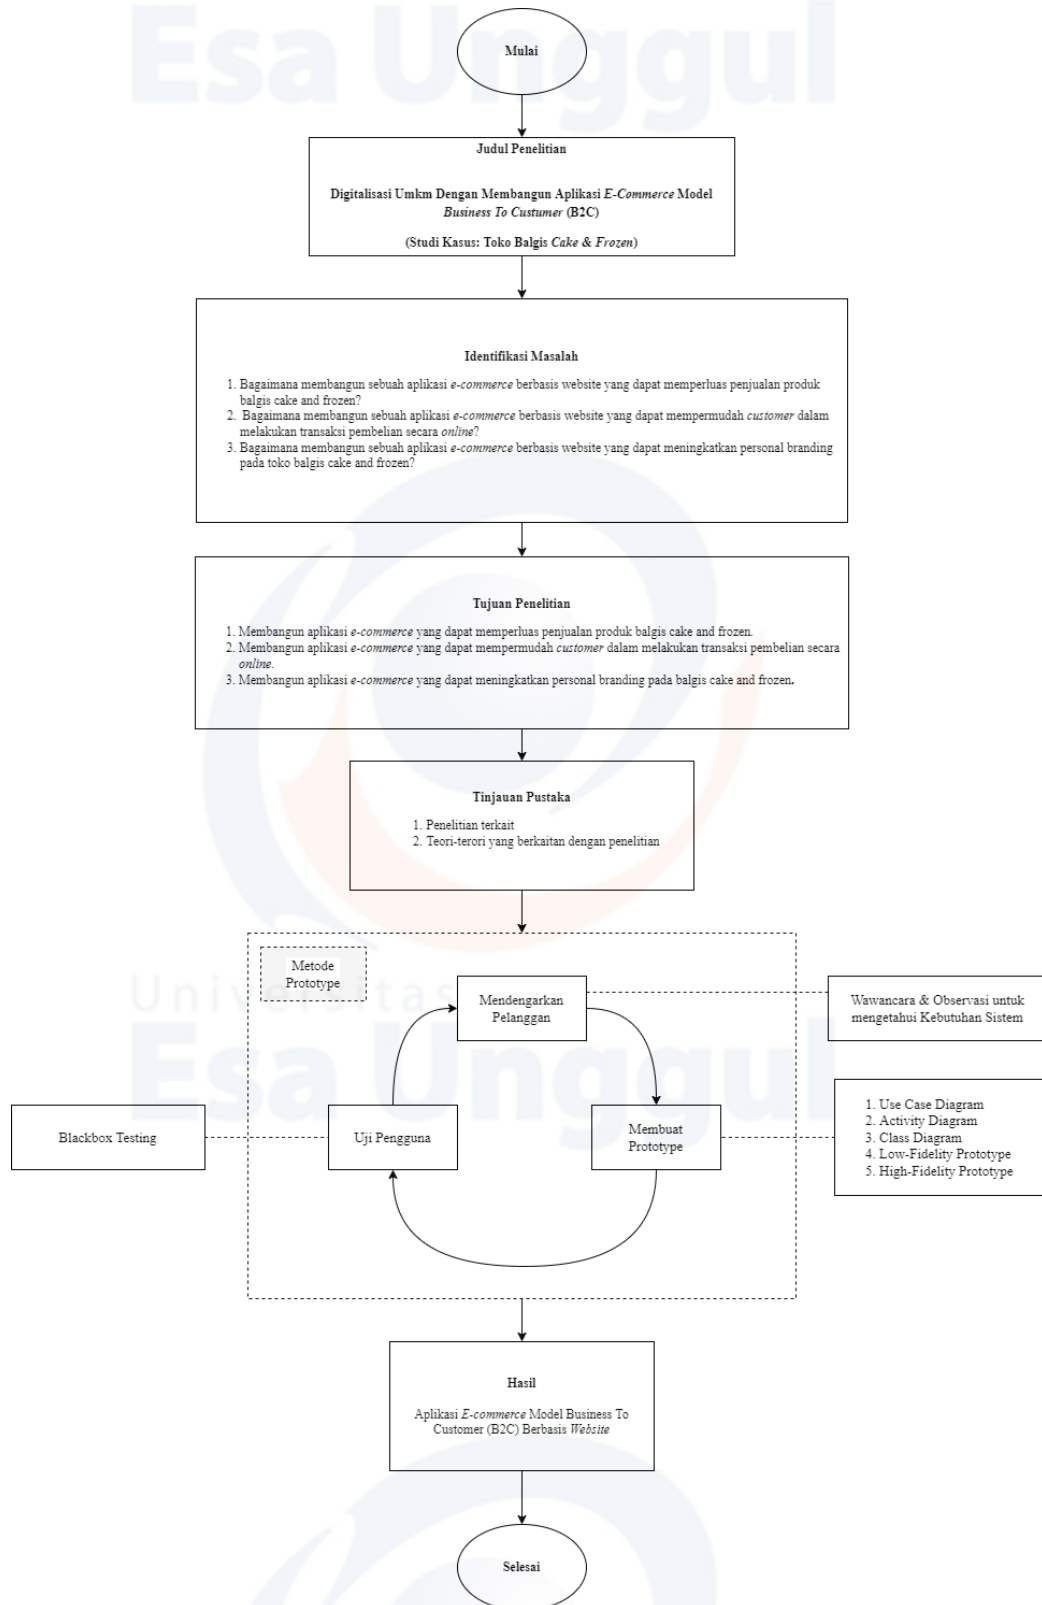 Esa Unggul
Mulai
Judul Penelitian
Digitalisasi Umkm Dengan Membangun Aplikasi E-Commerce Model
Business To Custumer (B2C)
(Studi Kasus: Toko Balgis Cake & Frozen)
Identifikasi Masalah
1. Bagaimana membangun sebuah aplikasi e-commerce berbasis website yang dapat memperluas penjualan produk
balgis cake and frozen?
2. Bagaimana membangun sebuah aplikasi e-commerce berbasis website yang dapat mempermudah customer dalam
melakukan transaksi pembelian secara online?
3. Bagaimana membangun sebuah aplikasi e-commerce berbasis website yang dapat meningkatkan personal branding
pada toko balgis cake and frozen?
Tujuan Penelitian
1. Membangun aplikasi e-commerce yang dapat memperluas penjualan produk balgis cake and frozen.
2. Membangun aplikasi e-commerce yang dapat mempermudah customer dalam melakukan transaksi pembelian secara
online.
3. Membangun aplikasi e-commerce yang dapat meningkatkan personal branding pada balgis cake and frozen.
Tinjauan Pustaka
1. Penelitian terkait
2. Teori-terori yang berkaitan dengan penelitian
Metode
Prototype
Universitas
Esa Unggul
Mendengarkan
Pelanggan
Wawancara & Observasi untuk
mengetahui Kebutuhan Sistem
Blackbox Testing
Uji Pengguna
Membuat
Prototype
1. Use Case Diagram
2. Activity Diagram
3. Class Diagram
4. Low-Fidelity Prototype
5. High-Fidelity Prototype
Hasil
Aplikasi E-commerce Model Business To
Customer (B2C) Berbasis Website
Selesai